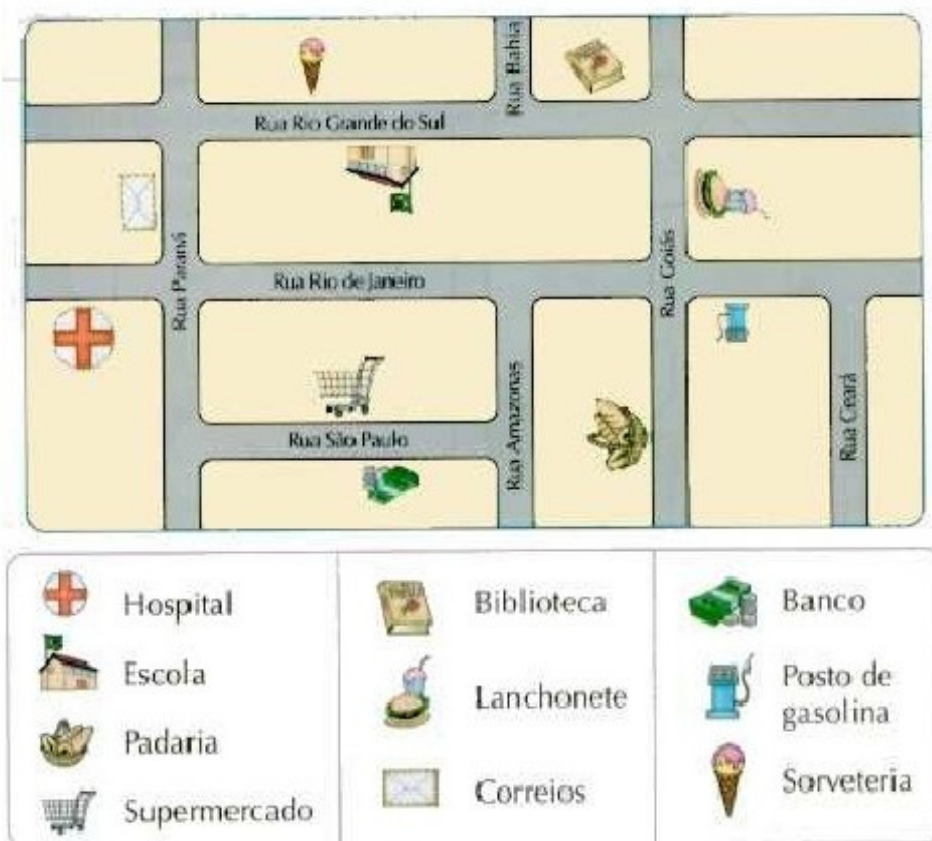 Rua Bahia
Rua Rio Grande do Sul
Rua Paraná
Rua Rio de Janeiro
Rua Goiás
Rua São Paulo
Rua Amazonas
Rua Ceará
Hospital
Escola
Padaria
Supermercado
Biblioteca
Lanchonete
Correios
Banco
Posto de
gasolina
Sorveteria